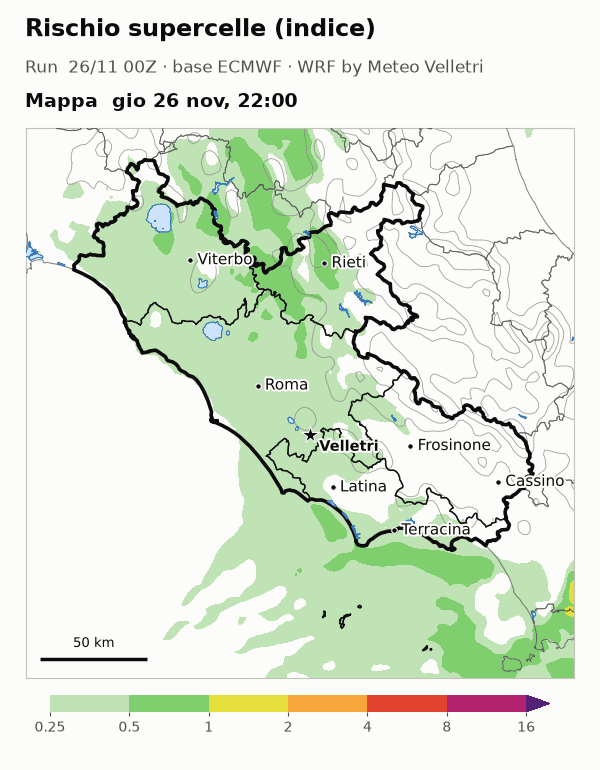 Rischio supercelle (indice)
Run  26/11 00Z · base ECMWF · WRF by Meteo Velletri
Mappa  gio 26 nov, 22:00
Viterbo
Rieti
Roma
Velletri
Frosinone
Cassino
Latina
Terracina
50 km
0.25 0.5 1 2 4 8 16